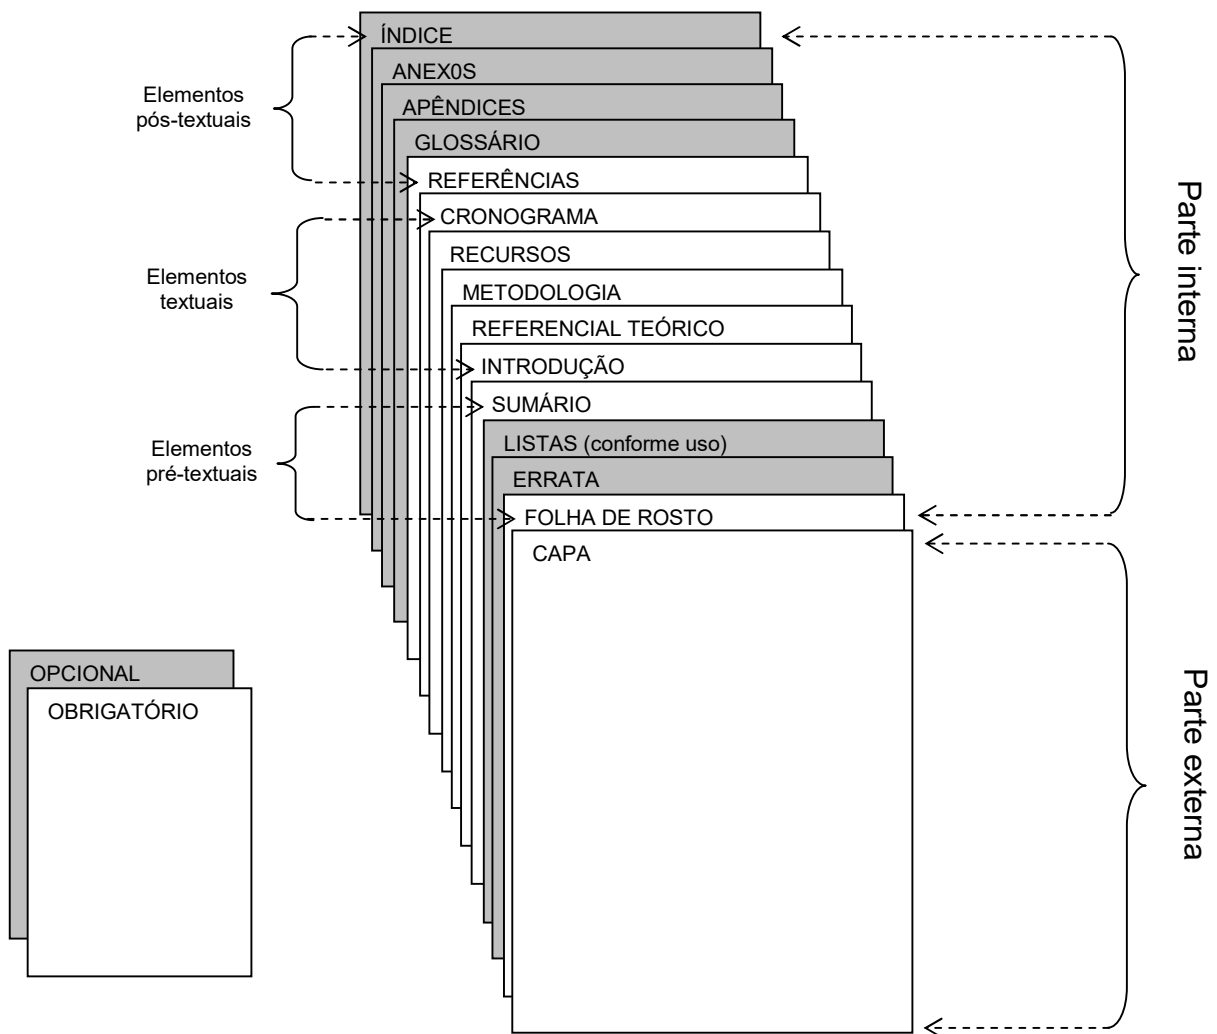 ÍNDICE
ANEX0S
APÊNDICES
GLOSSÁRIO
REFERÊNCIAS
CRONOGRAMA
RECURSOS
METODOLOGIA
REFERENCIAL TEÓRICO
INTRODUÇÃO
SUMÁRIO
LISTAS (conforme uso)
ERRATA
FOLHA DE ROSTO
CAPA
Elementos
pós-textuais
Elementos
textuais
Elementos
pré-textuais
Parte interna
Parte externa
OPCIONAL
OBRIGATÓRIO